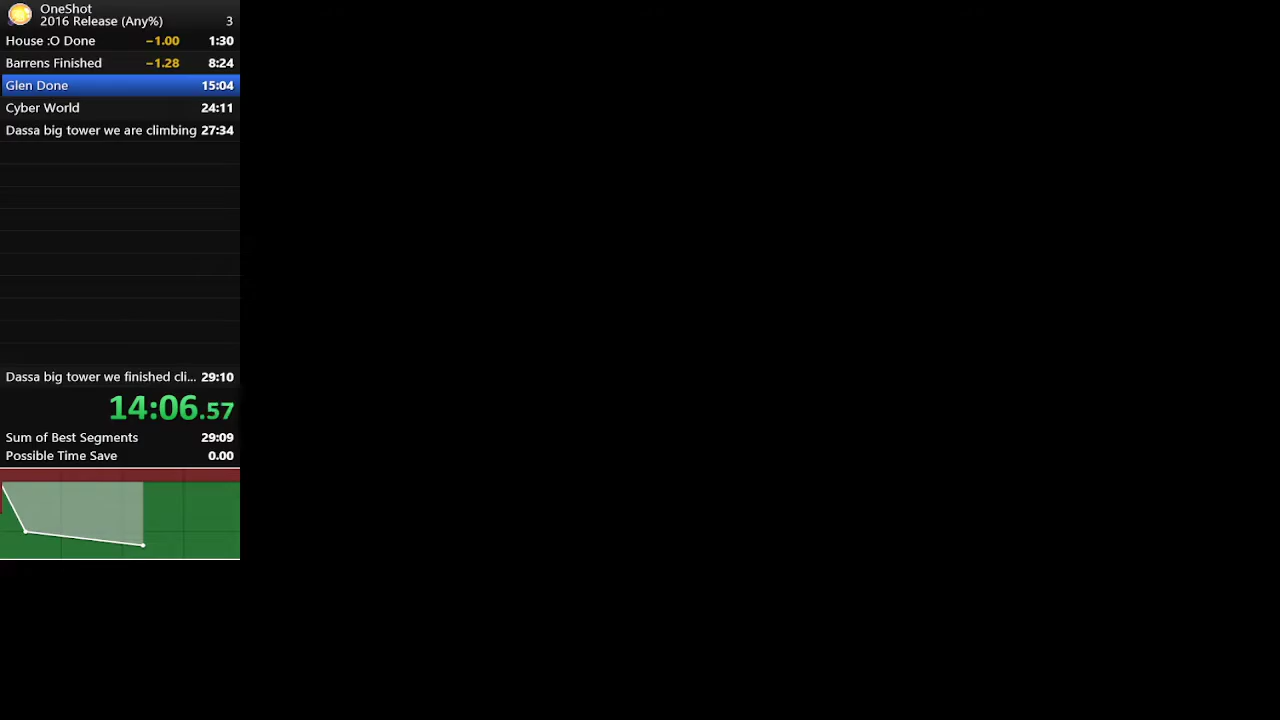 OneShot
2016 Release (Any%) 3
House :O Done −1.00 1:30
Barrens Finished −1.28 8:24
Glen Done 15:04
Cyber World 24:11
Dassa big tower we are climbing 27:34
Dassa big tower we finished cli... 29:10
14:06.57
Sum of Best Segments 29:09
Possible Time Save 0.00